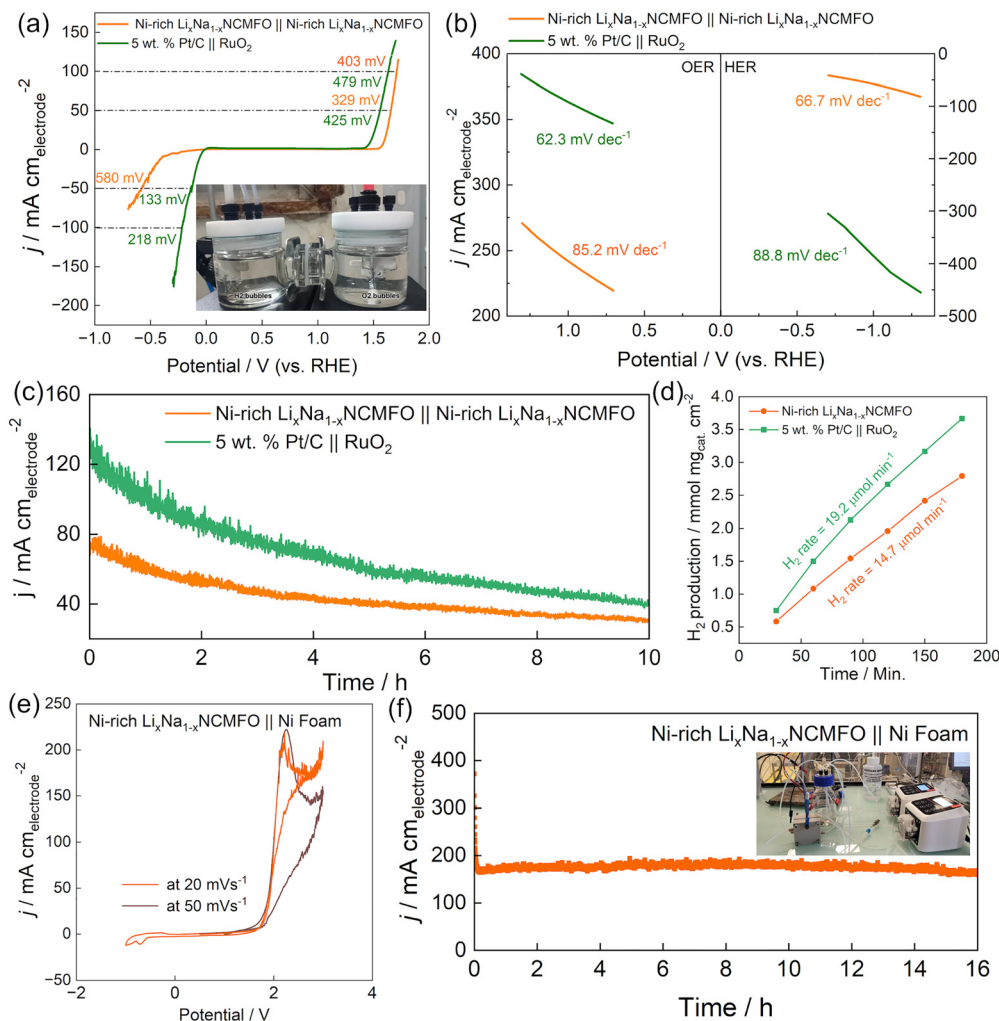 (a)
Ni-rich LixNa1-xNCMFO || Ni-rich LixNa1-xNCMFO
5 wt. % Pt/C || RuO2
150
100
50
0
−50
−100
−150
−200
403 mV
479 mV
329 mV
425 mV
580 mV
133 mV
218 mV
H2 bubbles
O2 bubbles
−1.0 −0.5 0.0 0.5 1.0 1.5 2.0
Potential / V (vs. RHE)
j / mA cmelectrode-2
(b)
Ni-rich LixNa1-xNCMFO || Ni-rich LixNa1-xNCMFO
5 wt. % Pt/C || RuO2
400
350
300
250
200
OER
HER
62.3 mV dec-1
66.7 mV dec-1
85.2 mV dec-1
88.8 mV dec-1
0
−100
−150
−200
−300
−400
−450
−500
1.0 0.5 0.0 0.0 −0.5 −1.0
Potential / V (vs. RHE)
j / mA cmelectrode-2
(c)
160
120
80
40
Ni-rich LixNa1-xNCMFO || Ni-rich LixNa1-xNCMFO
5 wt. % Pt/C || RuO2
0 2 4 6 8 10
Time / h
j / mA cmelectrode-2
(d)
4.0
3.5
3.0
2.5
2.0
1.5
1.0
0.5
Ni-rich LixNa1-xNCMFO
5 wt. % Pt/C || RuO2
H2 rate = 19.2 μmol min-1
H2 rate = 14.7 μmol min-1
0 50 100 150 200
Time / Min.
H2 production / mmol mgcat. cm-2
(e)
250
200
150
100
50
0
−50
Ni-rich LixNa1-xNCMFO || Ni Foam
at 20 mVs-1
at 50 mVs-1
−2 0 2 4
Potential / V
j / mA cmelectrode-2
(f)
500
400
300
200
100
0
Ni-rich LixNa1-xNCMFO || Ni Foam
0 2 4 6 8 10 12 14 16
Time / h
j / mA cmelectrode-2